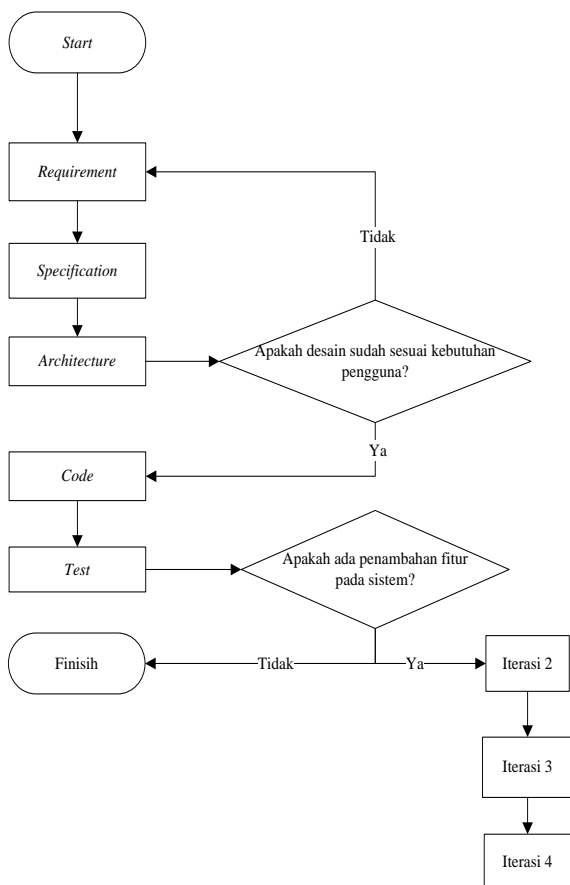 Start
Requirement
Tidak
Specification
Architecture
Apakah desain sudah sesuai kebutuhan
pengguna?
Ya
Code
Test
Apakah ada penambahan fitur
pada sistem?
Finisih
Tidak
Ya
Iterasi 2
Iterasi 3
Iterasi 4